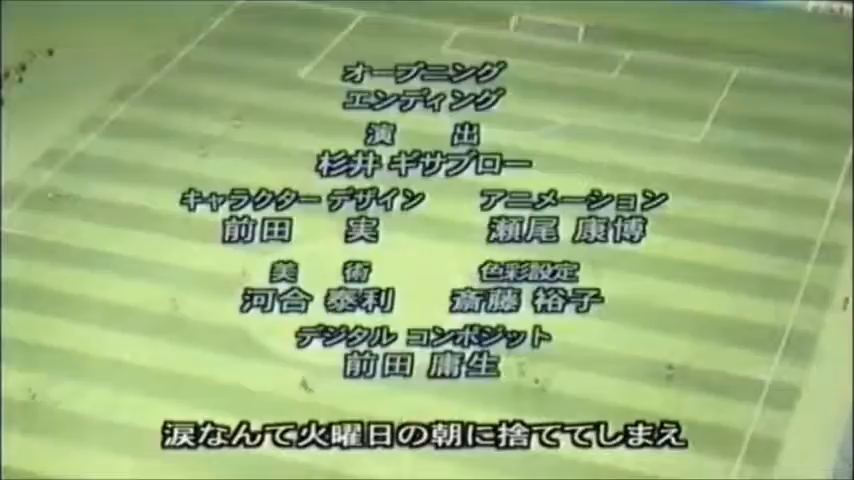 オープニング
エンディング
演 出
杉井 ギサブロー
キャラクター デザイン アニメーション
前田 実 瀬尾 康博
美 術 色彩設定
河合 泰利 斎藤 裕子
デジタル コンポジット
前田 庸生
涙なんて火曜日の朝に捨ててしまえ